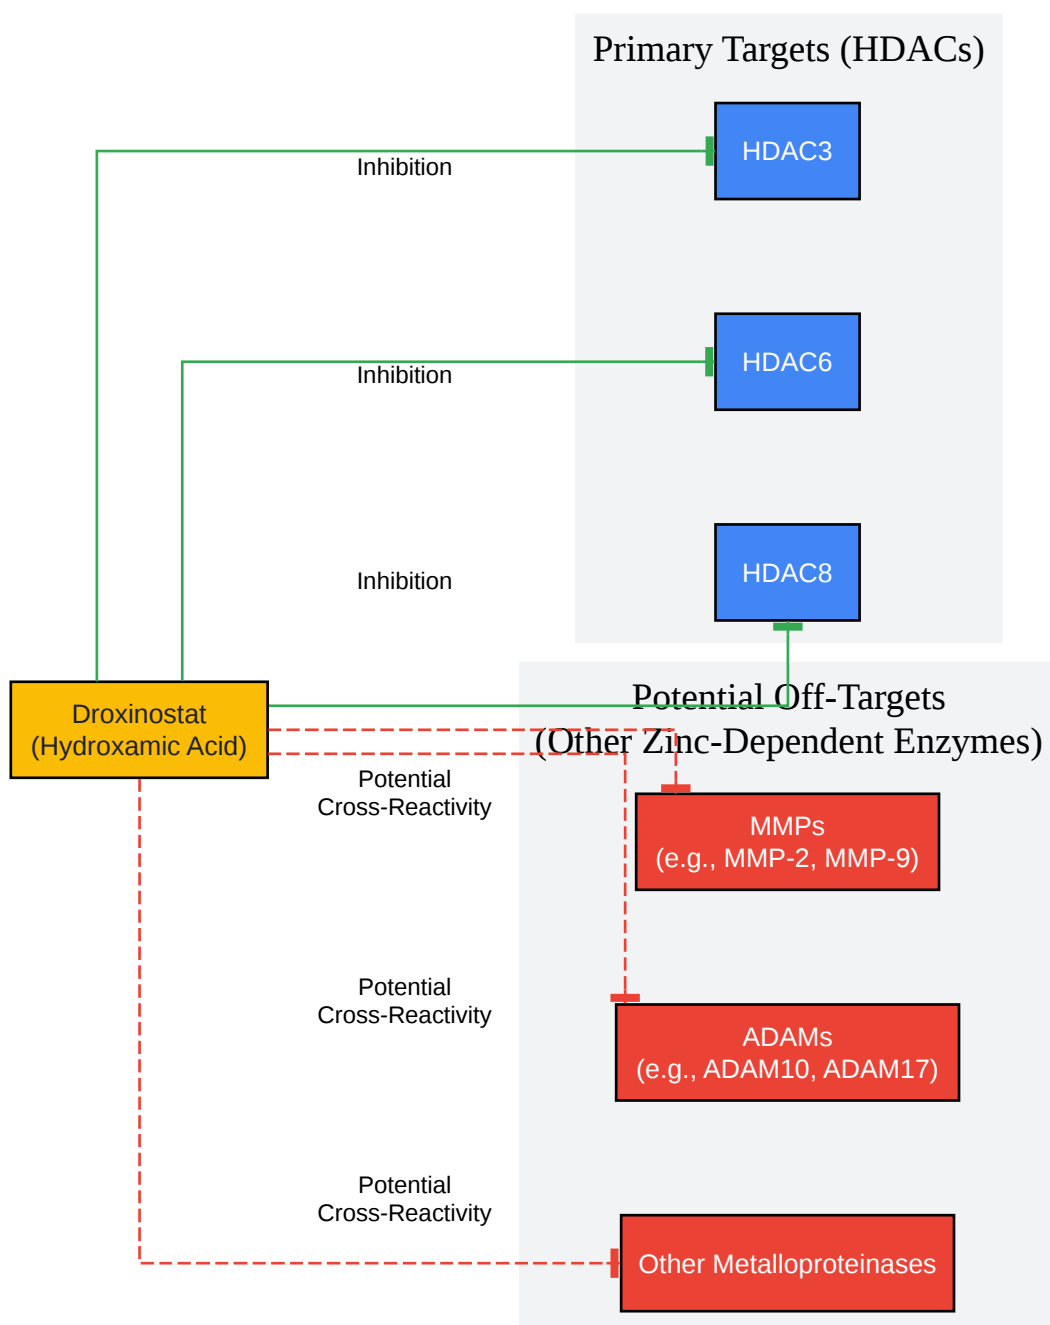 Primary Targets (HDACs)
HDAC3
Inhibition
HDAC6
Inhibition
HDAC8
Inhibition
Potential Off-Targets
(Other Zinc-Dependent Enzymes)
Droxinostat
(Hydroxamic Acid)
Potential
Cross-Reactivity
MMPs
(e.g., MMP-2, MMP-9)
Potential
Cross-Reactivity
ADAMs
(e.g., ADAM10, ADAM17)
Potential
Cross-Reactivity
Other Metalloproteinases